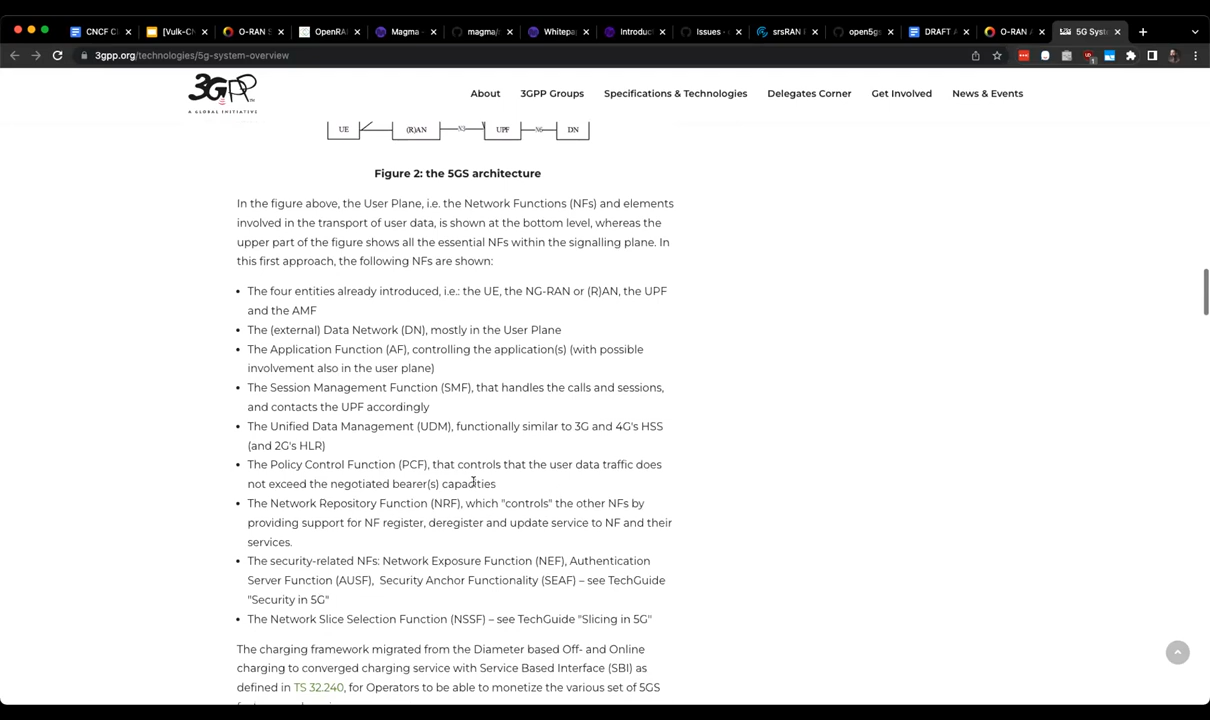 CNCF C
[Vulk-CN
O-RAN S
OpenRAN
Magma -
magma/
Whitepap
Introduct
Issues ·
srsRAN
open5gs
DRAFT A
O-RAN A
5G Syst
3gpp.org/technologies/5g-system-overview
3GPP
A GLOBAL INITIATIVE
About
3GPP Groups
Specifications & Technologies
Delegates Corner
Get Involved
News & Events
UE
(R)AN
N3
UPF
N6
DN
Figure 2: the 5GS architecture
In the figure above, the User Plane, i.e. the Network Functions (NFs) and elements
involved in the transport of user data, is shown at the bottom level, whereas the
upper part of the figure shows all the essential NFs within the signalling plane. In
this first approach, the following NFs are shown:
• The four entities already introduced, i.e.: the UE, the NG-RAN or (R)AN, the UPF
and the AMF
• The (external) Data Network (DN), mostly in the User Plane
• The Application Function (AF), controlling the application(s) (with possible
involvement also in the user plane)
• The Session Management Function (SMF), that handles the calls and sessions,
and contacts the UPF accordingly
• The Unified Data Management (UDM), functionally similar to 3G and 4G's HSS
(and 2G's HLR)
• The Policy Control Function (PCF), that controls that the user data traffic does
not exceed the negotiated bearer(s) capacities
• The Network Repository Function (NRF), which "controls" the other NFs by
providing support for NF register, deregister and update service to NF and their
services.
• The security-related NFs: Network Exposure Function (NEF), Authentication
Server Function (AUSF), Security Anchor Functionality (SEAF) – see TechGuide
"Security in 5G"
• The Network Slice Selection Function (NSSF) – see TechGuide "Slicing in 5G"
The charging framework migrated from the Diameter based Off- and Online
charging to converged charging service with Service Based Interface (SBI) as
defined in TS 32.240, for Operators to be able to monetize the various set of 5GS